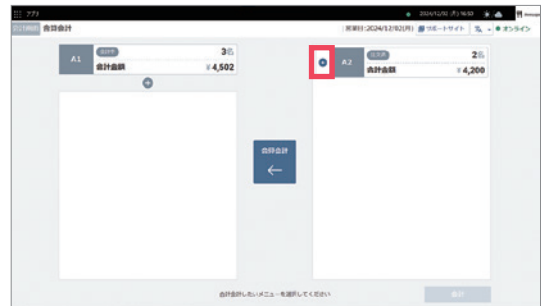 アプリ 2024/12/02 (月) 16:50
合算会計 営業日:2024/12/02(月) サポートサイト オンライン
A1 3名
合計金額 ¥4,502
A2 2名
合計金額 ¥4,200
合算会計
合算会計したいメニューを選択してください
会計